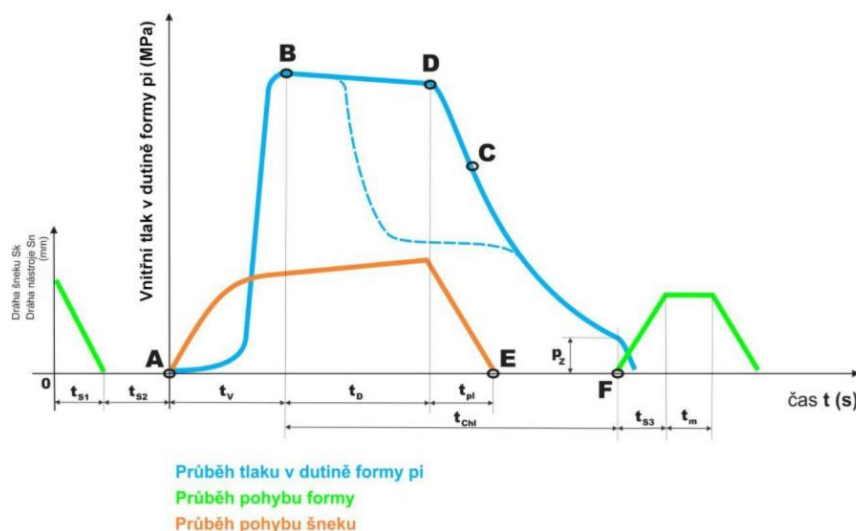 Vnitřní tlak v dutině formy pi (MPa)
Dráha šneku Sk
Dráha nástroje Sn
(mm)
B
D
C
A
E
F
pz
0
čas t (s)
tS1
tS2
tV
tD
tpl
tChl
tS3
tm
Průběh tlaku v dutině formy pi
Průběh pohybu formy
Průběh pohybu šneku